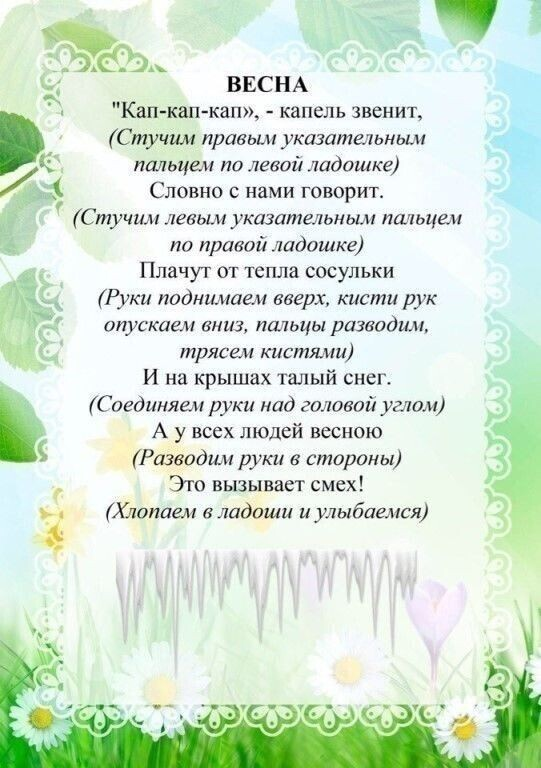 ВЕСНА
"Кап-кап-кап», - капель звенит,
(Стучим правым указательным
пальцем по левой ладошке)
Словно с нами говорит.
(Стучим левым указательным пальцем
по правой ладошке)
Плачут от тепла сосульки
(Руки поднимаем вверх, кисти рук
опускаем вниз, пальцы разводим,
трясем кистями)
И на крышах талый снег.
(Соединяем руки над головой углом)
А у всех людей весною
(Разводим руки в стороны)
Это вызывает смех!
(Хлопаем в ладоши и улыбаемся)